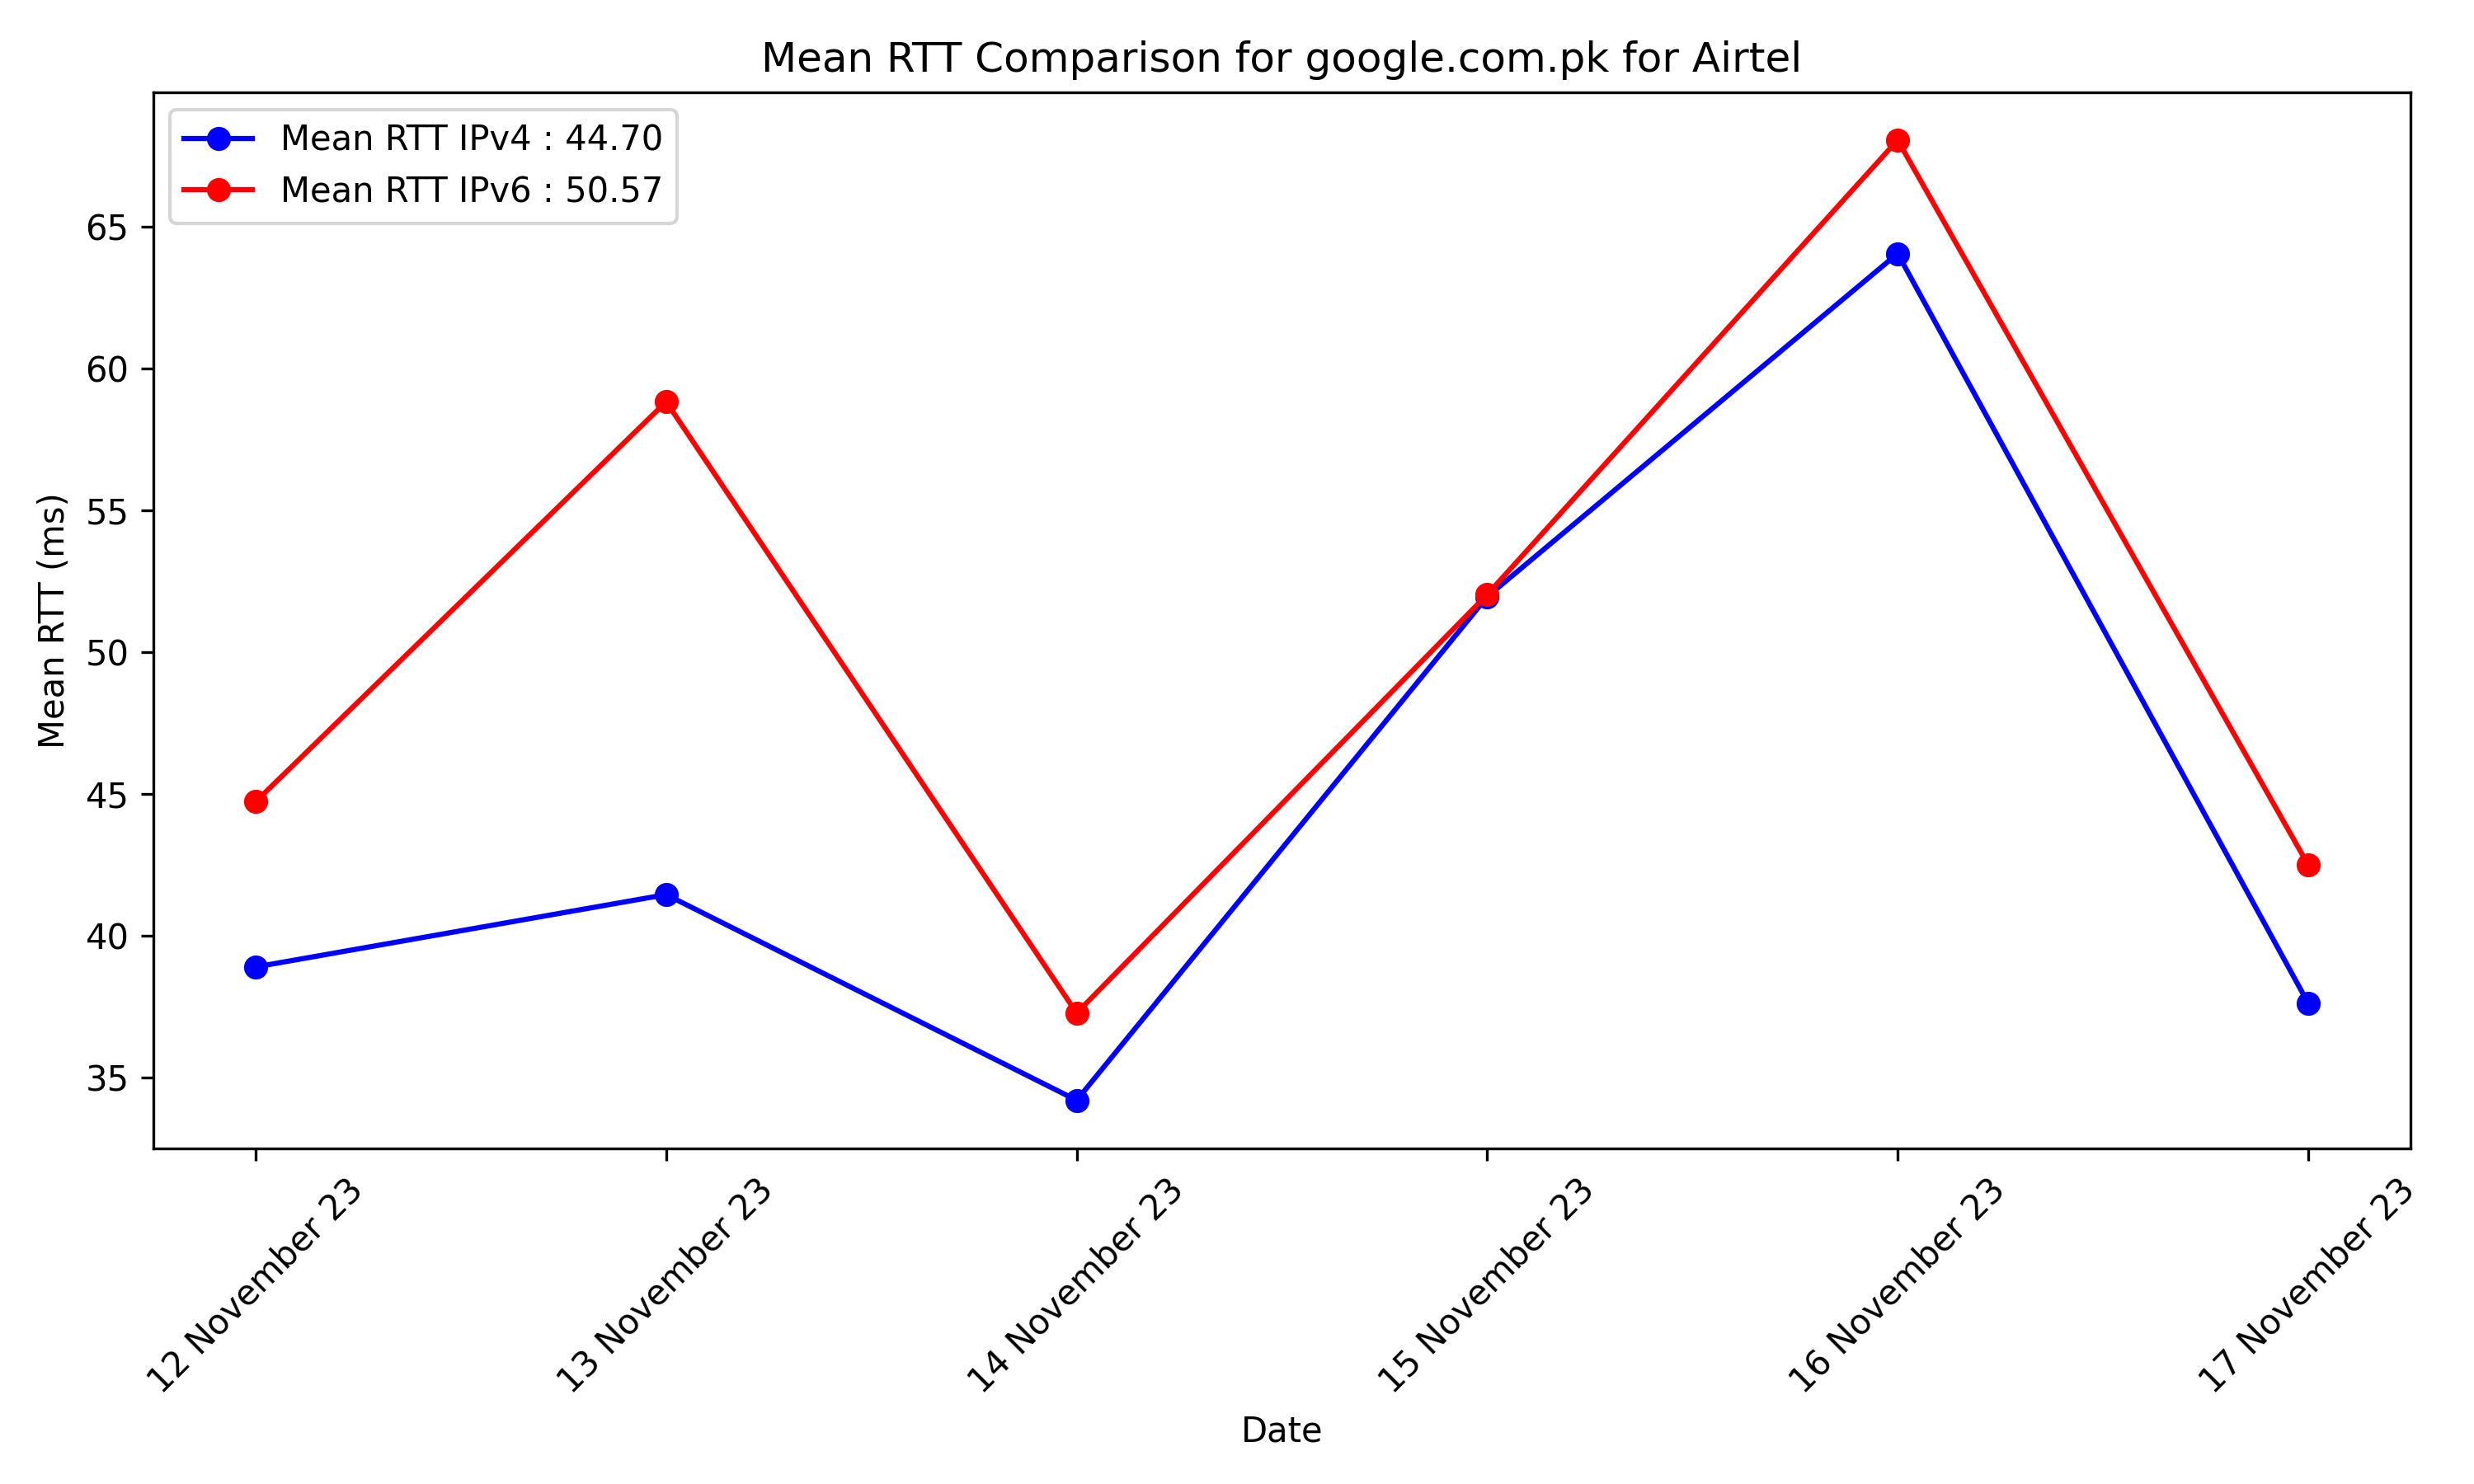 Mean RTT Comparison for google.com.pk for Airtel
Mean RTT IPv4 : 44.70
Mean RTT IPv6 : 50.57
Mean RTT (ms)
65
60
55
50
45
40
35
12 November 23
13 November 23
14 November 23
15 November 23
16 November 23
17 November 23
Date